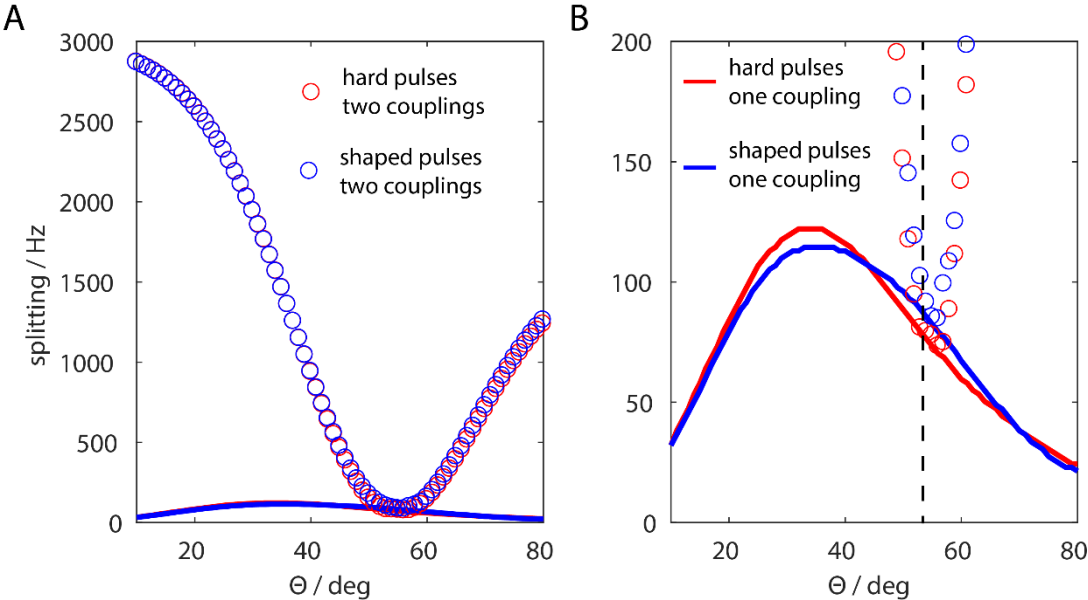 A
splitting / Hz
3000
2500
2000
1500
1000
500
0
hard pulses
two couplings
shaped pulses
two couplings
20
40
60
80
Θ / deg
B
200
150
100
50
0
hard pulses
one coupling
shaped pulses
one coupling
20
40
60
80
Θ / deg